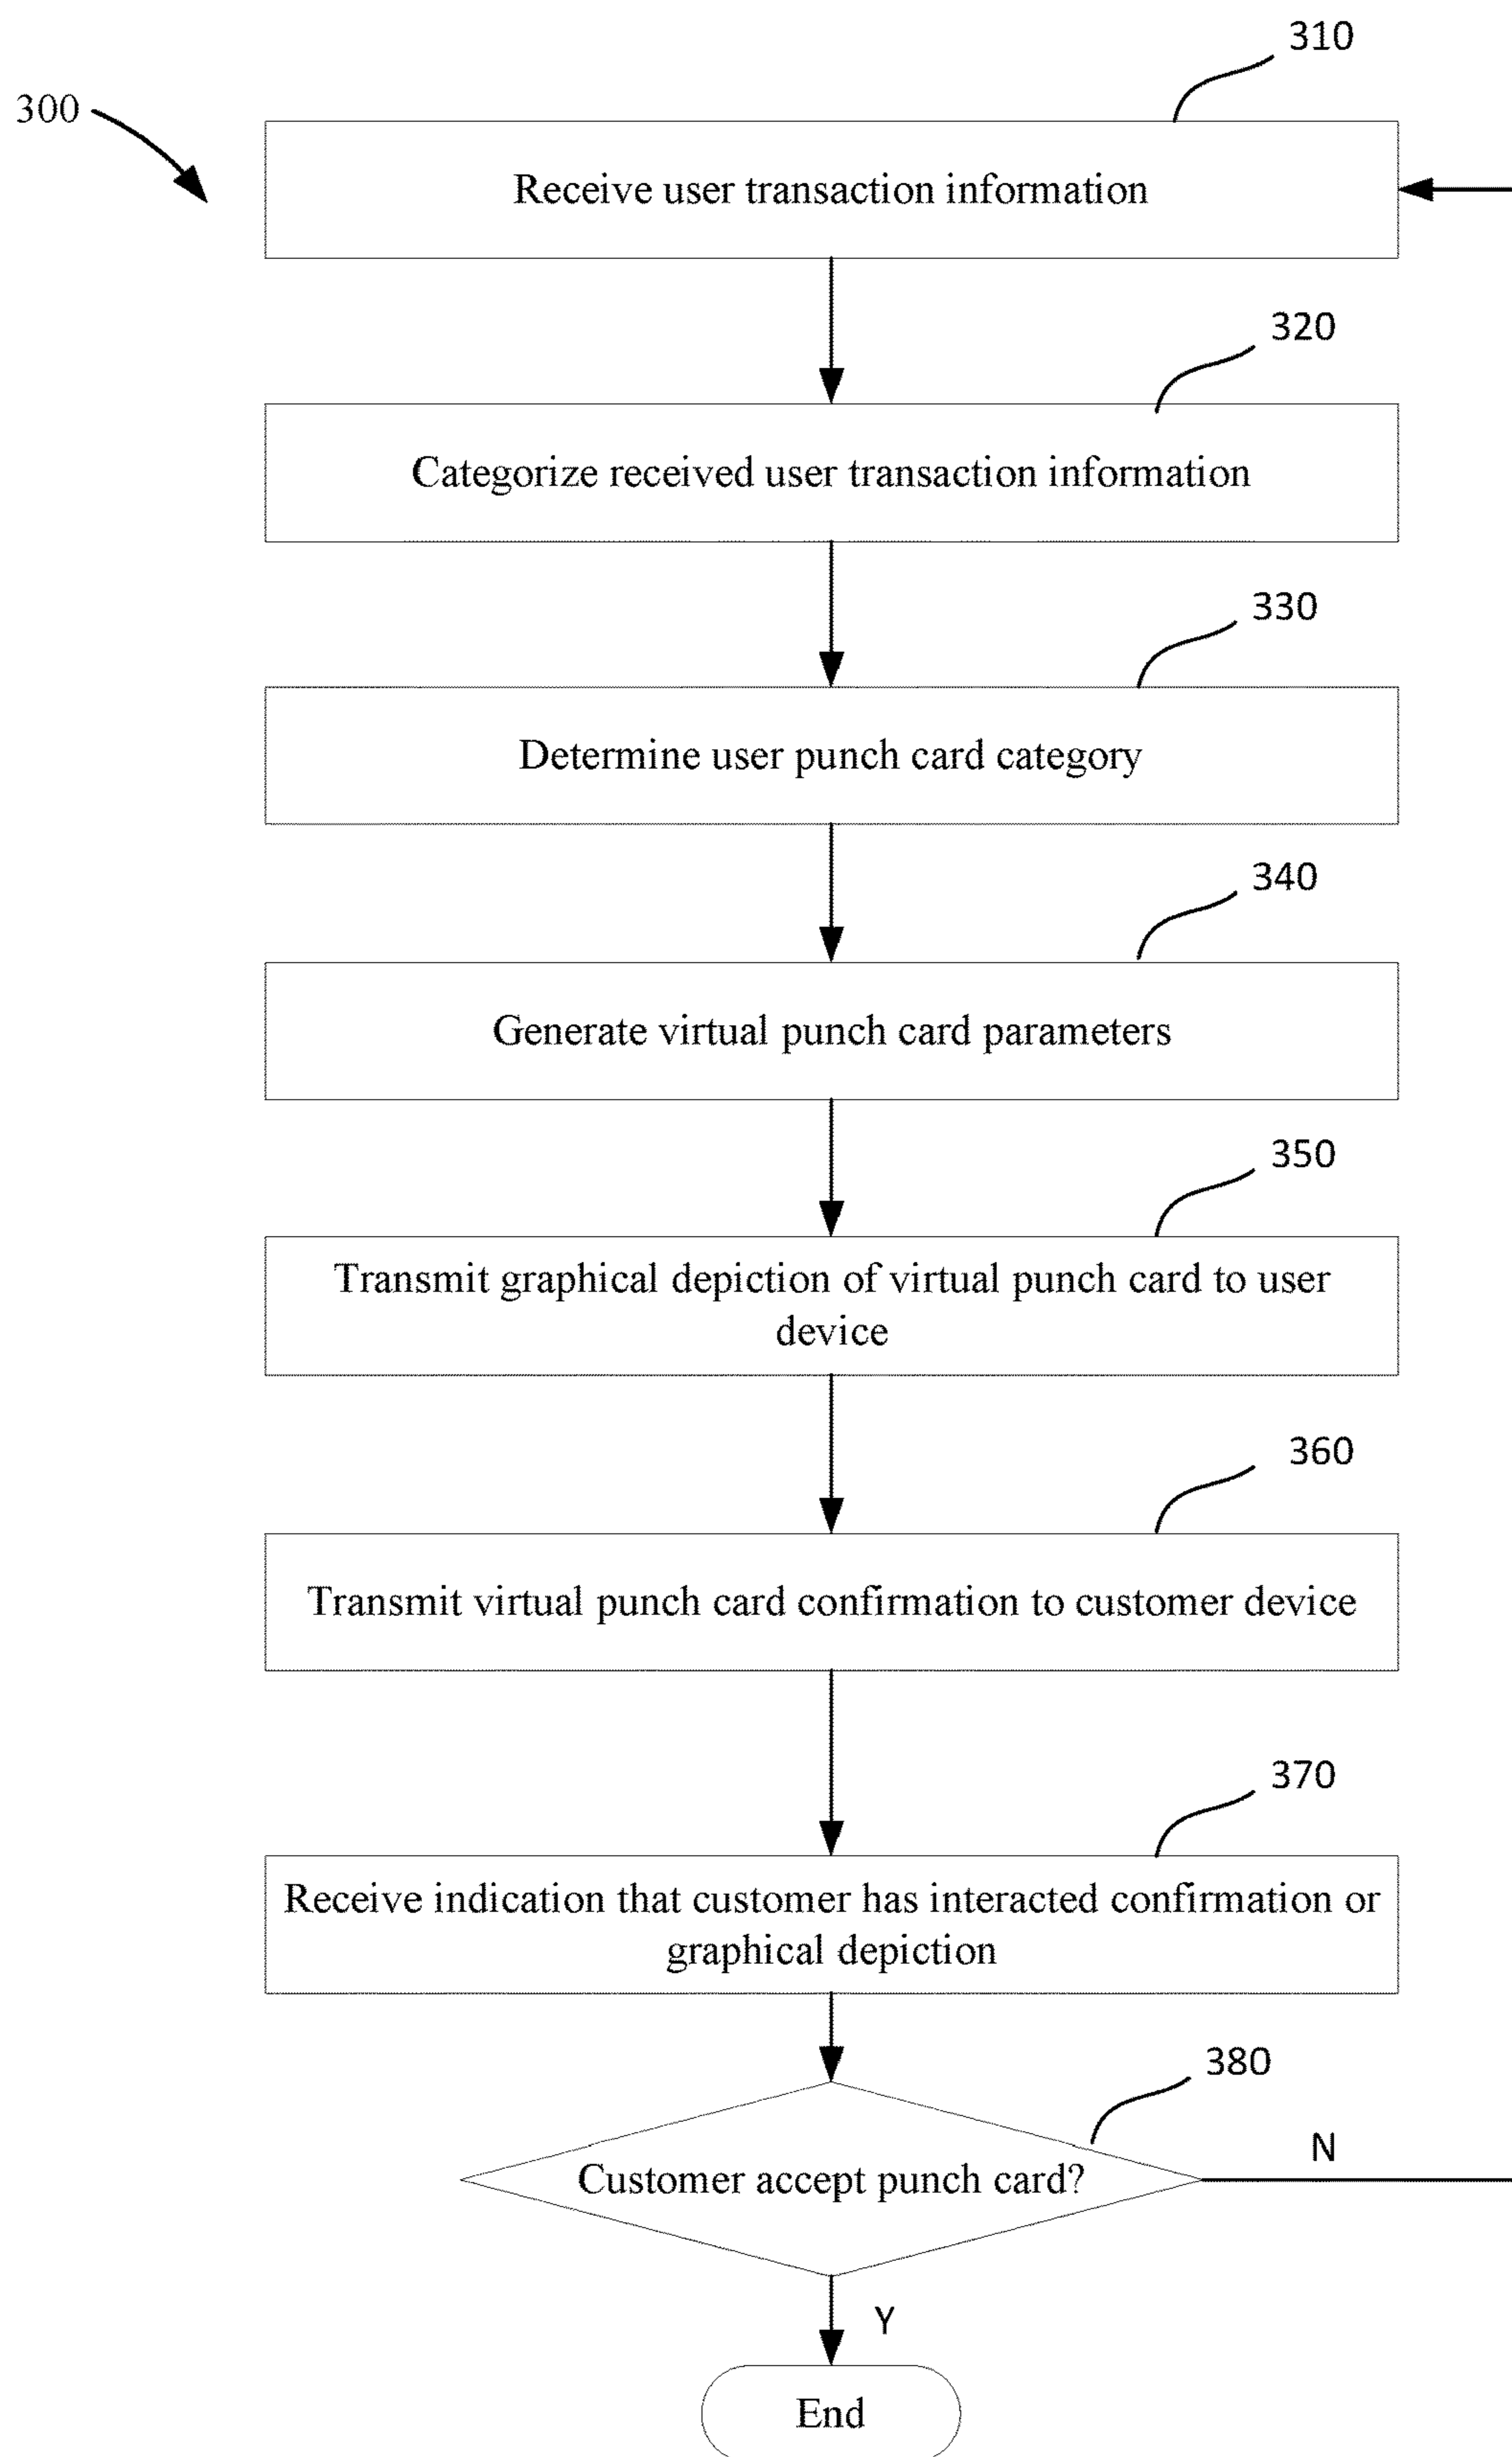 310
300
Receive user transaction information
320
Categorize received user transaction information
330
Determine user punch card category
340
Generate virtual punch card parameters
350
Transmit graphical depiction of virtual punch card to user
device
360
Transmit virtual punch card confirmation to customer device
370
Receive indication that customer has interacted confirmation or
graphical depiction
380
Customer accept punch card?
N
Y
End